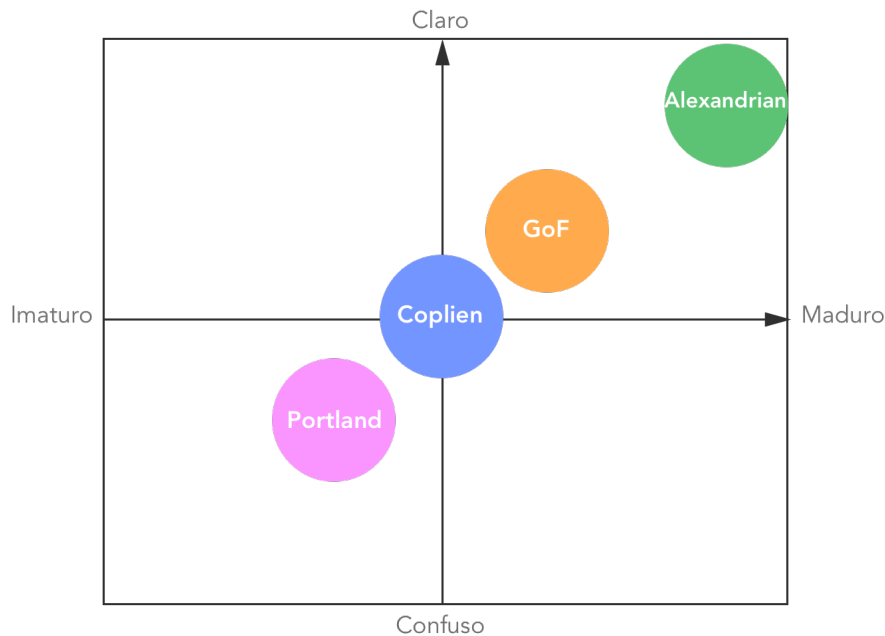 Claro
Alexandrian
GoF
Imaturo
Coplien
Maduro
Portland
Confuso